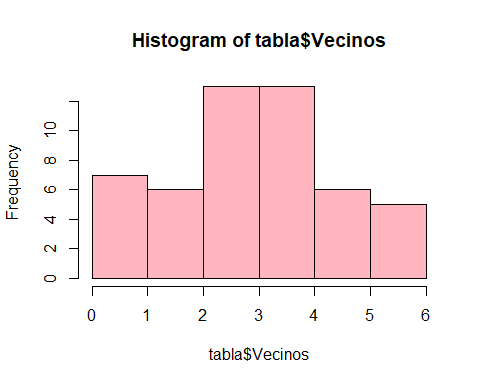 Histogram of tabla$Vecinos
Frequency
0 2 4 6 8 10
0 1 2 3 4 5 6
tabla$Vecinos